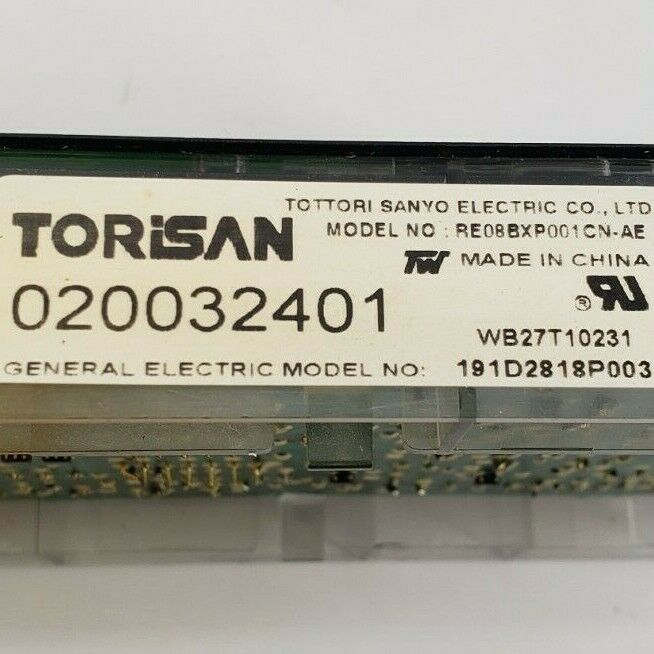 TOTTORI SANYO ELECTRIC CO., LTD
TORiSAN
MODEL NO : RE08BXP001CN-AE
MADE IN CHINA
020032401
®
WB27T10231
GENERAL ELECTRIC MODEL NO: 191D2818P003